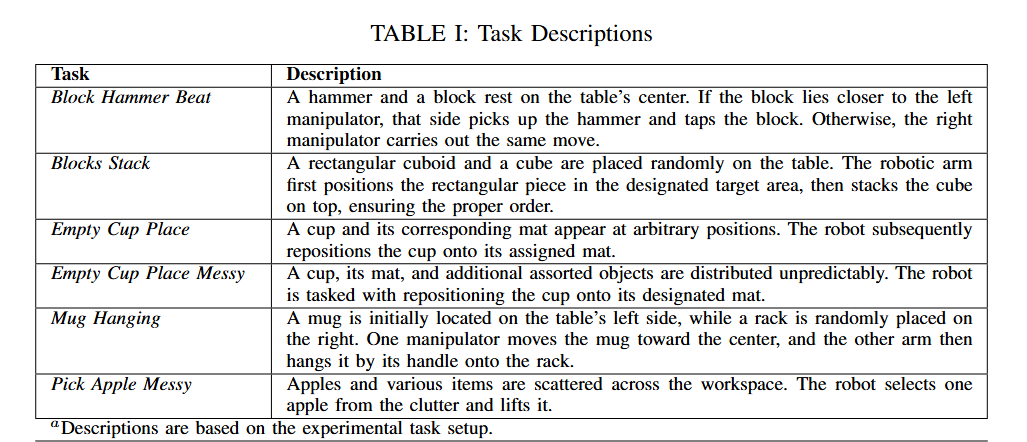 TABLE I: Task Descriptions
Task Description
Block Hammer Beat A hammer and a block rest on the table's center. If the block lies closer to the left
manipulator, that side picks up the hammer and taps the block. Otherwise, the right
manipulator carries out the same move.
Blocks Stack A rectangular cuboid and a cube are placed randomly on the table. The robotic arm
first positions the rectangular piece in the designated target area, then stacks the cube
on top, ensuring the proper order.
Empty Cup Place A cup and its corresponding mat appear at arbitrary positions. The robot subsequently
repositions the cup onto its assigned mat.
Empty Cup Place Messy A cup, its mat, and additional assorted objects are distributed unpredictably. The robot
is tasked with repositioning the cup onto its designated mat.
Mug Hanging A mug is initially located on the table's left side, while a rack is randomly placed on
the right. One manipulator moves the mug toward the center, and the other arm then
hangs it by its handle onto the rack.
Pick Apple Messy Apples and various items are scattered across the workspace. The robot selects one
apple from the clutter and lifts it.
aDescriptions are based on the experimental task setup.